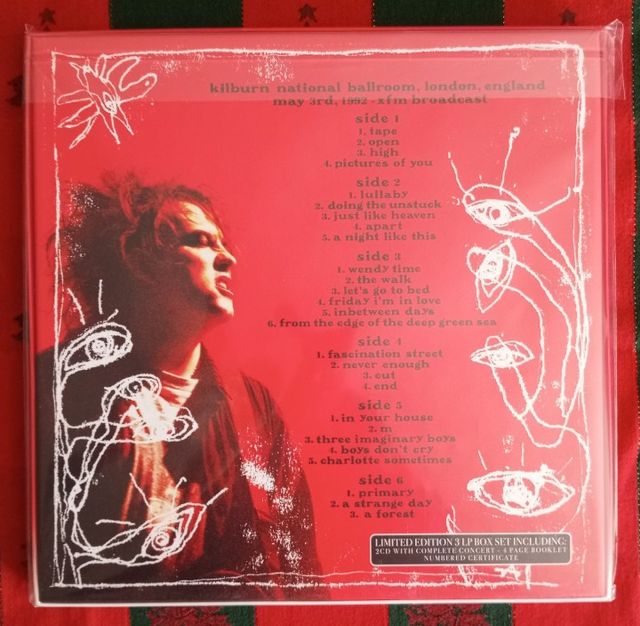 kilburn national ballroom, london, england
may 3rd, 1992 - xfm broadcast
side 1
1. tape
2. open
3. high
4. pictures of you
side 2
1. lullaby
2. doing the unstuck
3. just like heaven
4. apart
5. a night like this
side 3
1. wendy time
2. the walk
3. let's go to bed
4. friday i'm in love
5. inbetween days
6. from the edge of the deep green sea
side 4
1. fascination street
2. never enough
3. cut
4. end
side 5
1. in your house
2. m
3. three imaginary boys
4. boys don't cry
5. charlotte sometimes
side 6
1. primary
2. a strange day
3. a forest
LIMITED EDITION 3 LP BOX SET INCLUDING:
2CD WITH COMPLETE CONCERT - 4 PAGE BOOKLET
NUMBERED CERTIFICATE